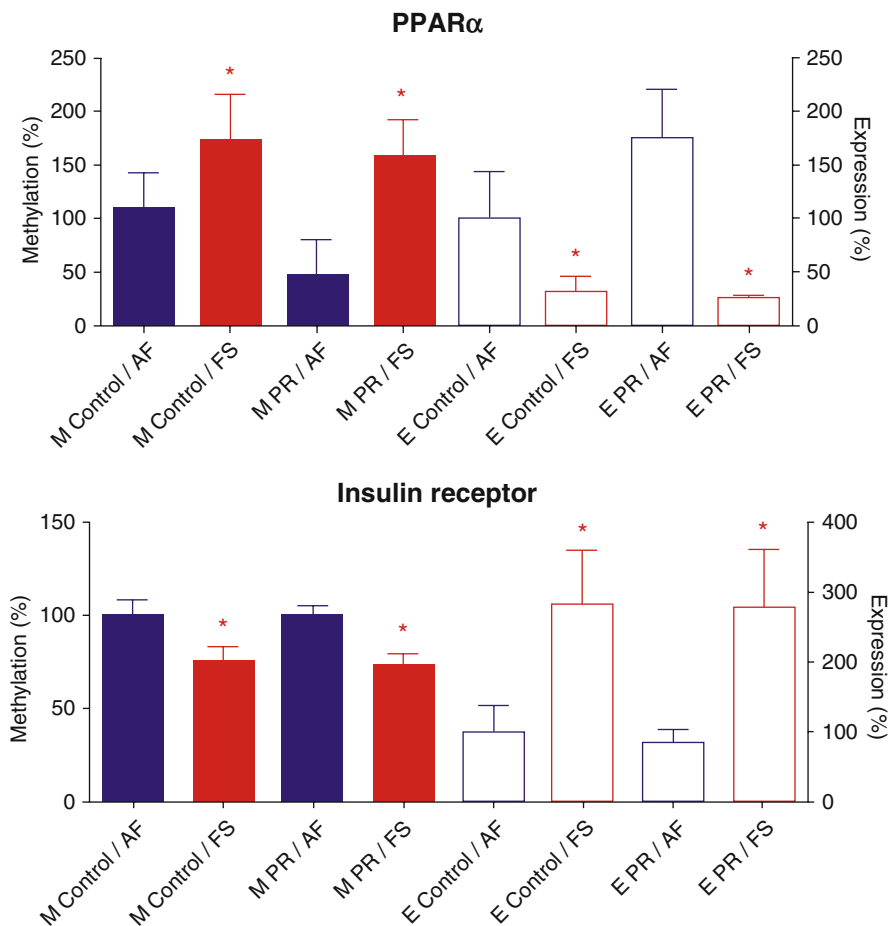 PPARα
250
200
150
100
50
0
Methylation (%)
*
*
*
*
250
200
150
100
50
0
Expression (%)
M Control / AF
M Control / FS
M PR / AF
M PR / FS
E Control / AF
E Control / FS
E PR / AF
E PR / FS
Insulin receptor
150
100
50
0
Methylation (%)
*
*
*
*
400
300
200
100
0
Expression (%)
M Control / AF
M Control / FS
M PR / AF
M PR / FS
E Control / AF
E Control / FS
E PR / AF
E PR / FS